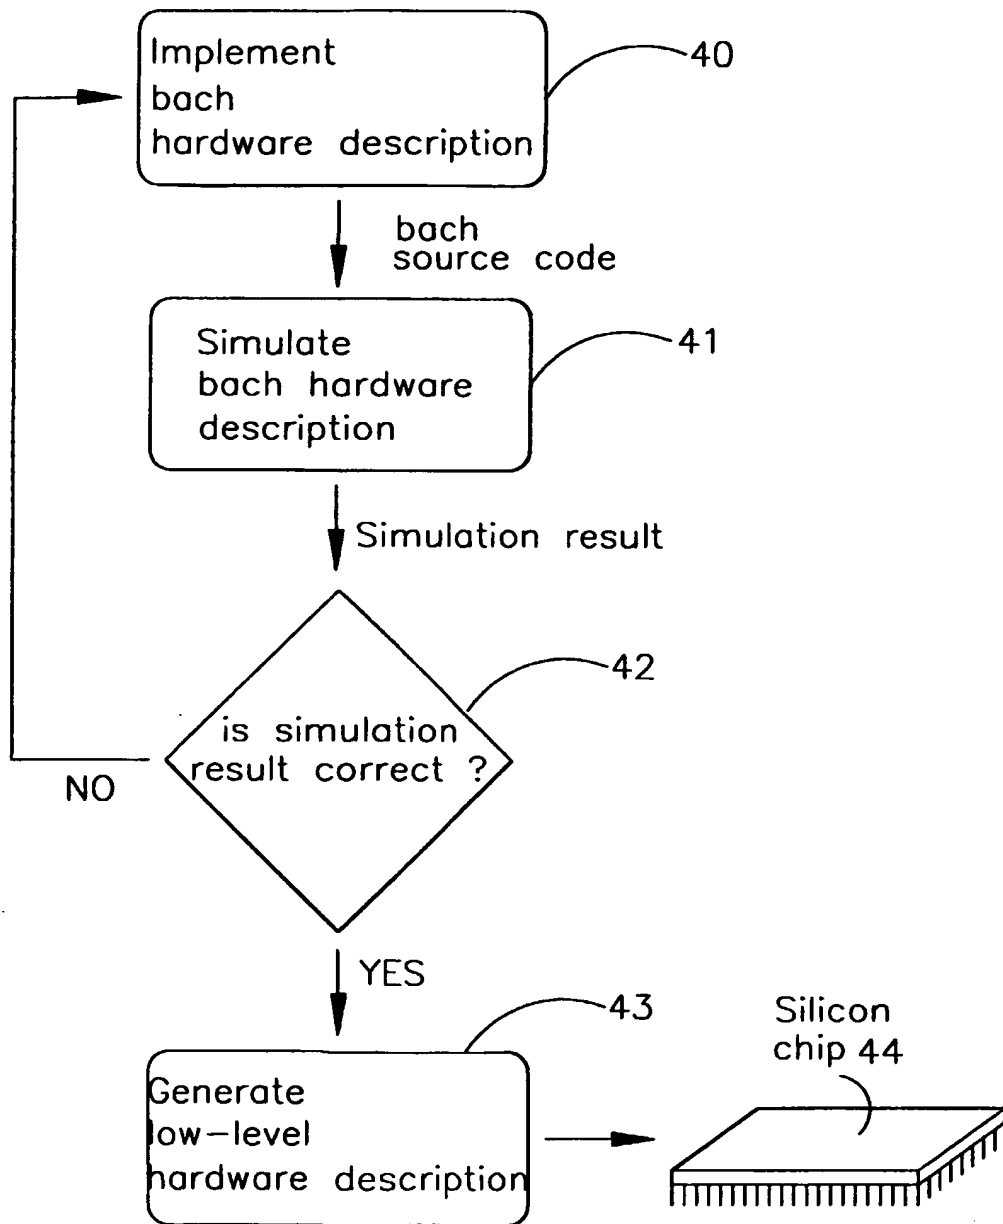 Implement
bach
hardware description
40
bach
source code
Simulate
bach hardware
description
41
Simulation result
42
is simulation
result correct ?
NO
YES
43
Generate
low-level
hardware description
Silicon
chip 44